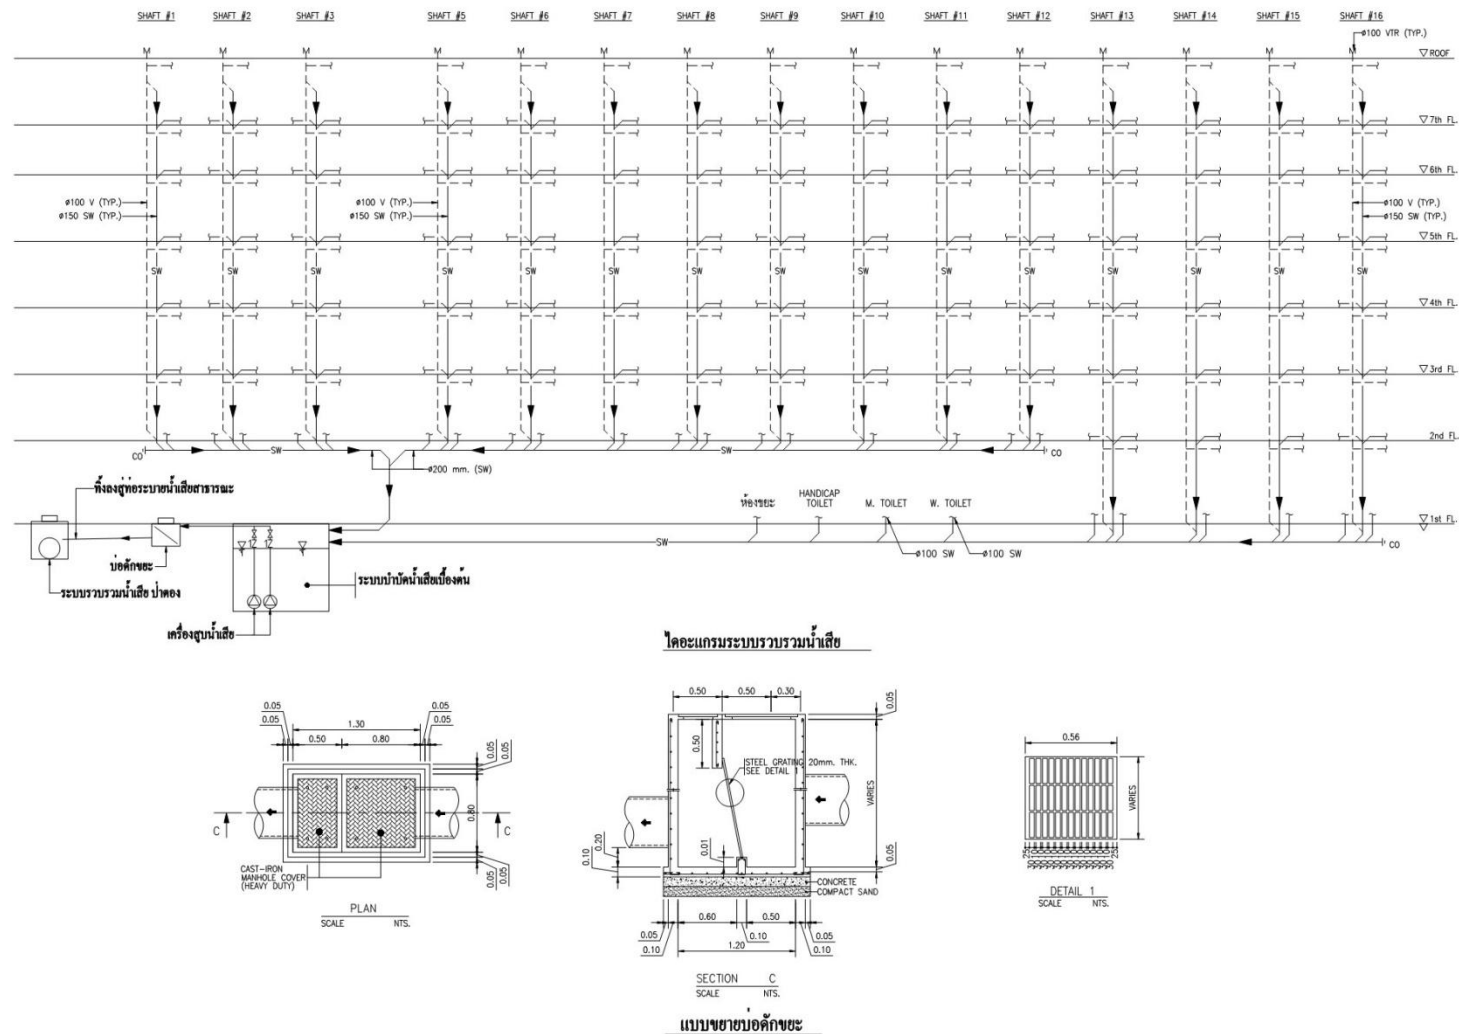 SHAFT #1 SHAFT #2 SHAFT #3 SHAFT #5 SHAFT #6 SHAFT #7 SHAFT #8 SHAFT #9 SHAFT #10 SHAFT #11 SHAFT #12 SHAFT #13 SHAFT #14 SHAFT #15 SHAFT #16
ø100 VTR (TYP.)
ROOF
7th FL.
6th FL.
ø100 V (TYP.) ø100 V (TYP.) ø100 V (TYP.)
ø150 SW (TYP.) ø150 SW (TYP.) ø150 SW (TYP.)
5th FL.
SW SW SW SW SW SW SW SW SW SW SW SW SW SW SW
4th FL.
3rd FL.
2nd FL.
CO SW SW CO
ø200 mm. (SW)
ทิ้งลงสู่ท่อระบายน้ำเสียสาธารณะ
ห้องขยะ HANDICAP TOILET M. TOILET W. TOILET
1st FL.
SW CO
ø100 SW ø100 SW
บ่อดักขยะ
ระบบบำบัดน้ำเสียเบื้องต้น
ระบบรวบรวมน้ำเสีย ป่าตอง
เครื่องสูบน้ำเสีย
ไดอะแกรมระบบรวบรวมน้ำเสีย
0.05 0.05
0.05 0.05
1.30
0.50 0.80
0.05
0.05
0.80
0.05
0.05
C C
CAST-IRON
MANHOLE COVER
(HEAVY DUTY)
PLAN
SCALE NTS.
0.50 0.50 0.30
0.05
0.50
STEEL GRATING 20mm. THK.
SEE DETAIL 1
VARIES
0.20
0.10
0.01
0.05
CONCRETE
COMPACT SAND
0.60 0.50
0.05 0.10 0.05
0.10 1.20 0.10
SECTION C
SCALE NTS.
แบบขยายบ่อดักขยะ
0.56
VARIES
DETAIL 1
SCALE NTS.